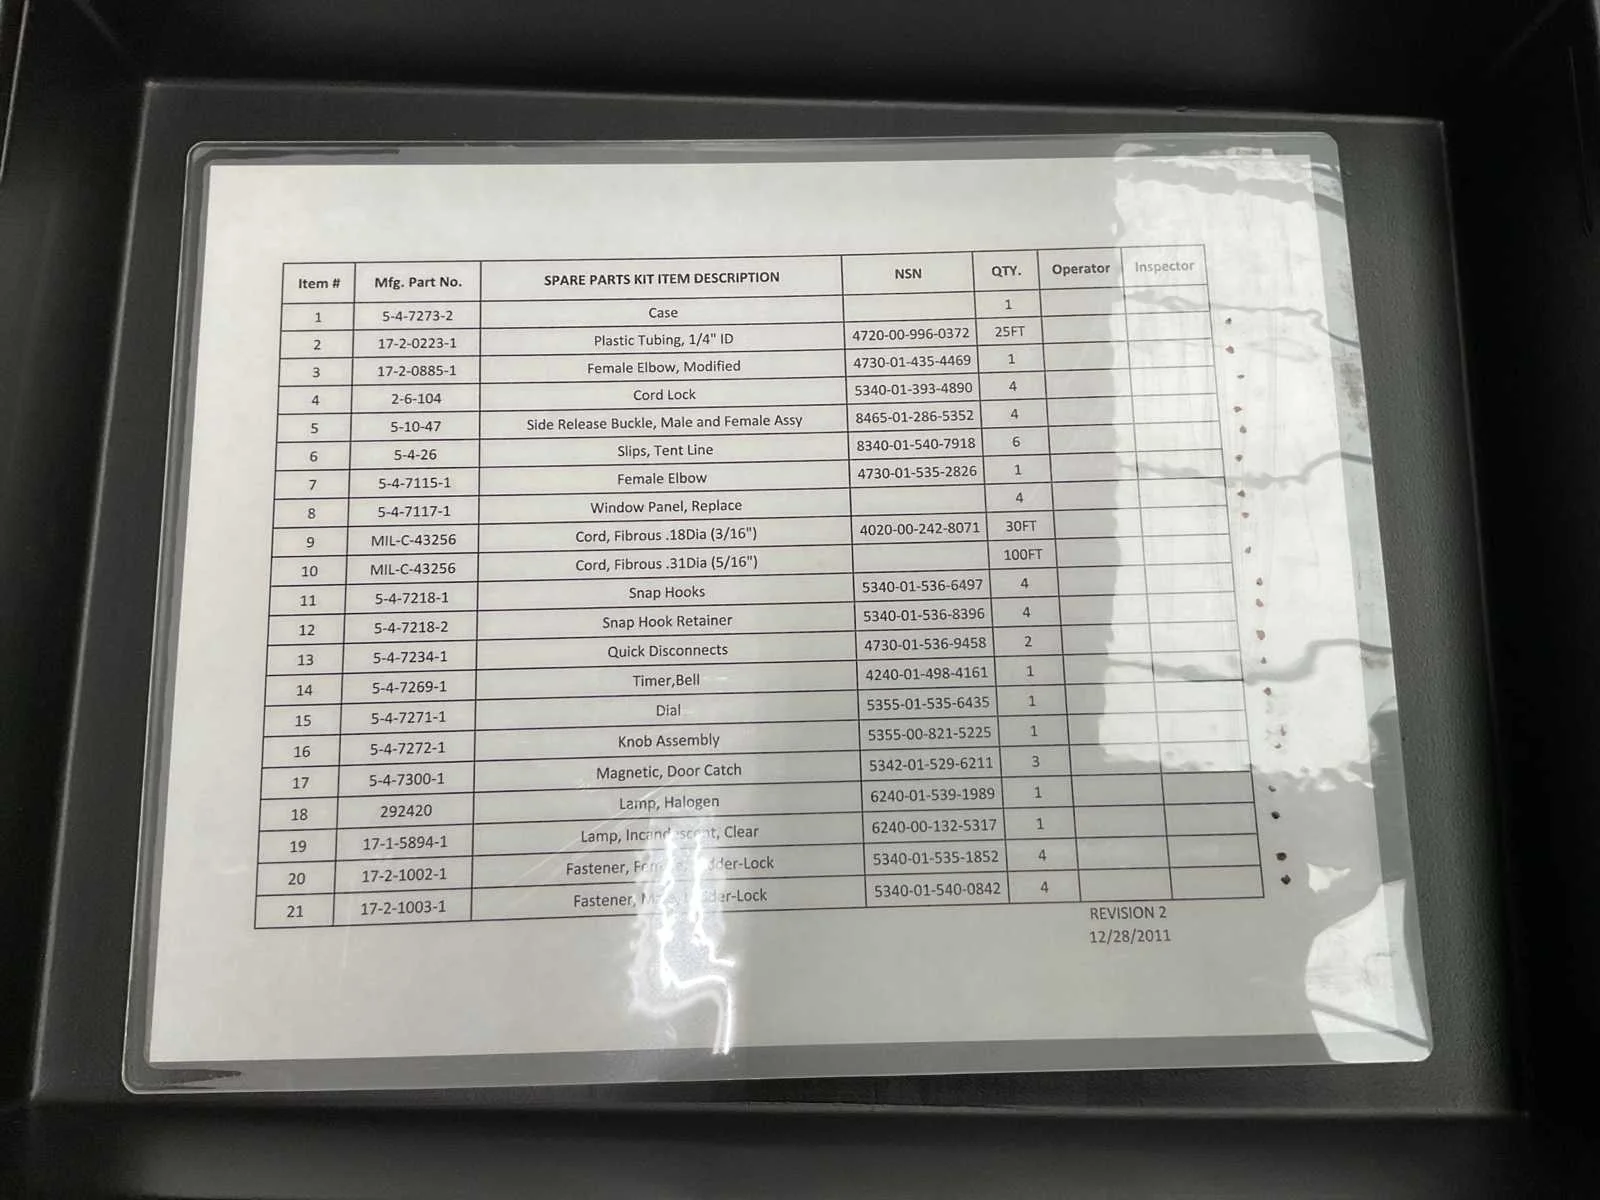 Item # Mfg. Part No. SPARE PARTS KIT ITEM DESCRIPTION NSN QTY. Operator Inspector
1 5-4-7273-2 Case 1
2 17-2-0223-1 Plastic Tubing, 1/4" ID 4720-00-996-0372 25FT
3 17-2-0885-1 Female Elbow, Modified 4730-01-435-4469 1
4 2-6-104 Cord Lock 5340-01-393-4890 4
5 5-10-47 Side Release Buckle, Male and Female Assy 8465-01-286-5352 4
6 5-4-26 Slips, Tent Line 8340-01-540-7918 6
7 5-4-7115-1 Female Elbow 4730-01-535-2826 1
8 5-4-7117-1 Window Panel, Replace 4
9 MIL-C-43256 Cord, Fibrous .18Dia (3/16") 4020-00-242-8071 30FT
10 MIL-C-43256 Cord, Fibrous .31Dia (5/16") 100FT
11 5-4-7218-1 Snap Hooks 5340-01-536-6497 4
12 5-4-7218-2 Snap Hook Retainer 5340-01-536-8396 4
13 5-4-7234-1 Quick Disconnects 4730-01-536-9458 2
14 5-4-7269-1 Timer,Bell 4240-01-498-4161 1
15 5-4-7271-1 Dial 5355-01-535-6435 1
16 5-4-7272-1 Knob Assembly 5355-00-821-5225 1
17 5-4-7300-1 Magnetic, Door Catch 5342-01-529-6211 3
18 292420 Lamp, Halogen 6240-01-539-1989 1
19 17-1-5894-1 Lamp, Incandescent, Clear 6240-00-132-5317 1
20 17-2-1002-1 Fastener, 5340-01-535-1852 4
21 17-2-1003-1 Fastener, 5340-01-540-0842 4
REVISION 2
12/28/2011